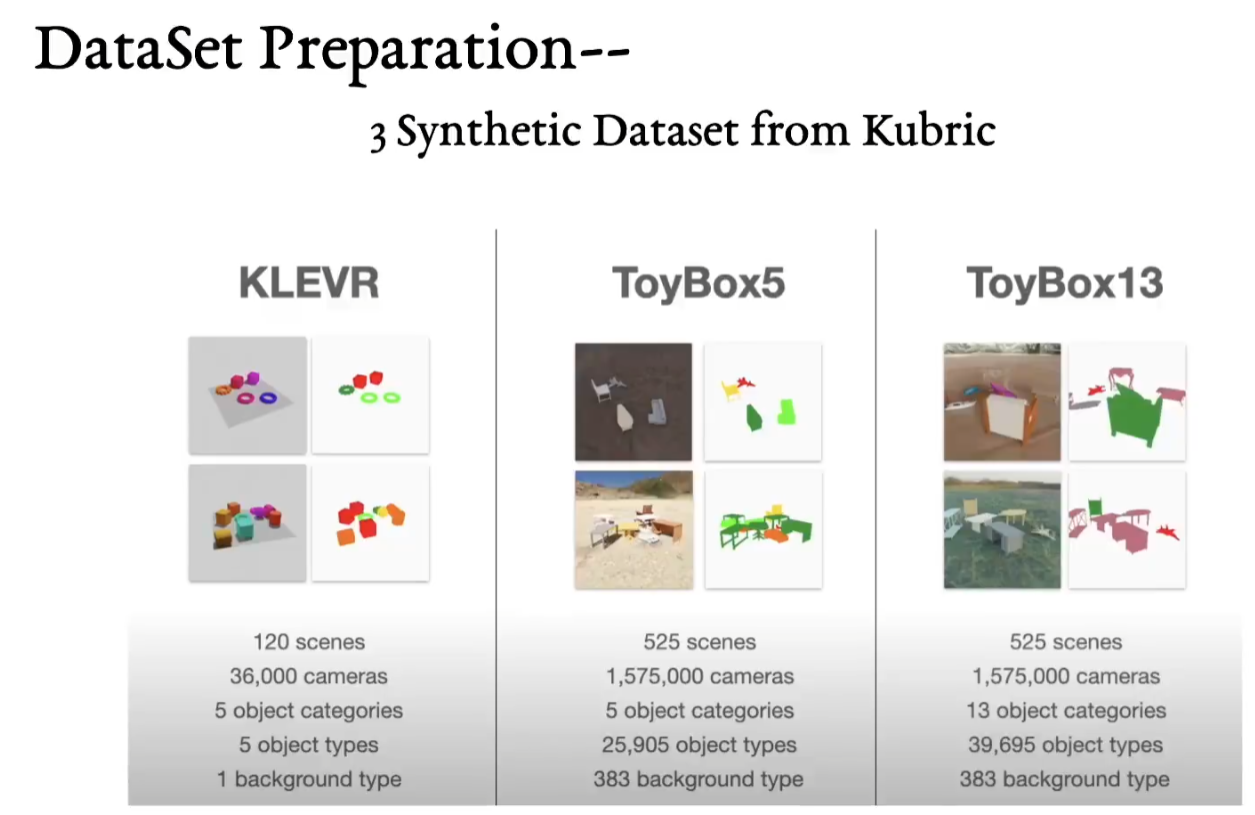 DataSet Preparation--
3 Synthetic Dataset from Kubric
KLEVR
120 scenes
36,000 cameras
5 object categories
5 object types
1 background type
ToyBox5
525 scenes
1,575,000 cameras
5 object categories
25,905 object types
383 background type
ToyBox13
525 scenes
1,575,000 cameras
13 object categories
39,695 object types
383 background type